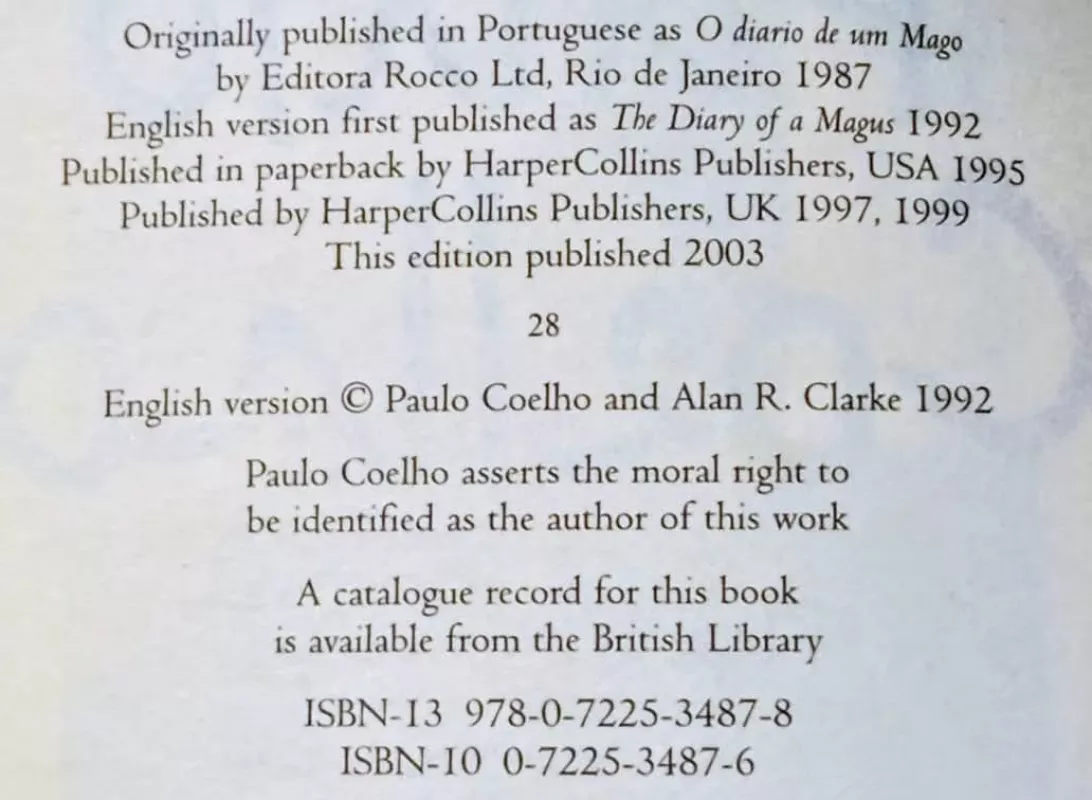 Originally published in Portuguese as O diario de um Mago
by Editora Rocco Ltd, Rio de Janeiro 1987
English version first published as The Diary of a Magus 1992
Published in paperback by HarperCollins Publishers, USA 1995
Published by HarperCollins Publishers, UK 1997, 1999
This edition published 2003
28
English version © Paulo Coelho and Alan R. Clarke 1992
Paulo Coelho asserts the moral right to
be identified as the author of this work
A catalogue record for this book
is available from the British Library
ISBN-13 978-0-7225-3487-8
ISBN-10 0-7225-3487-6